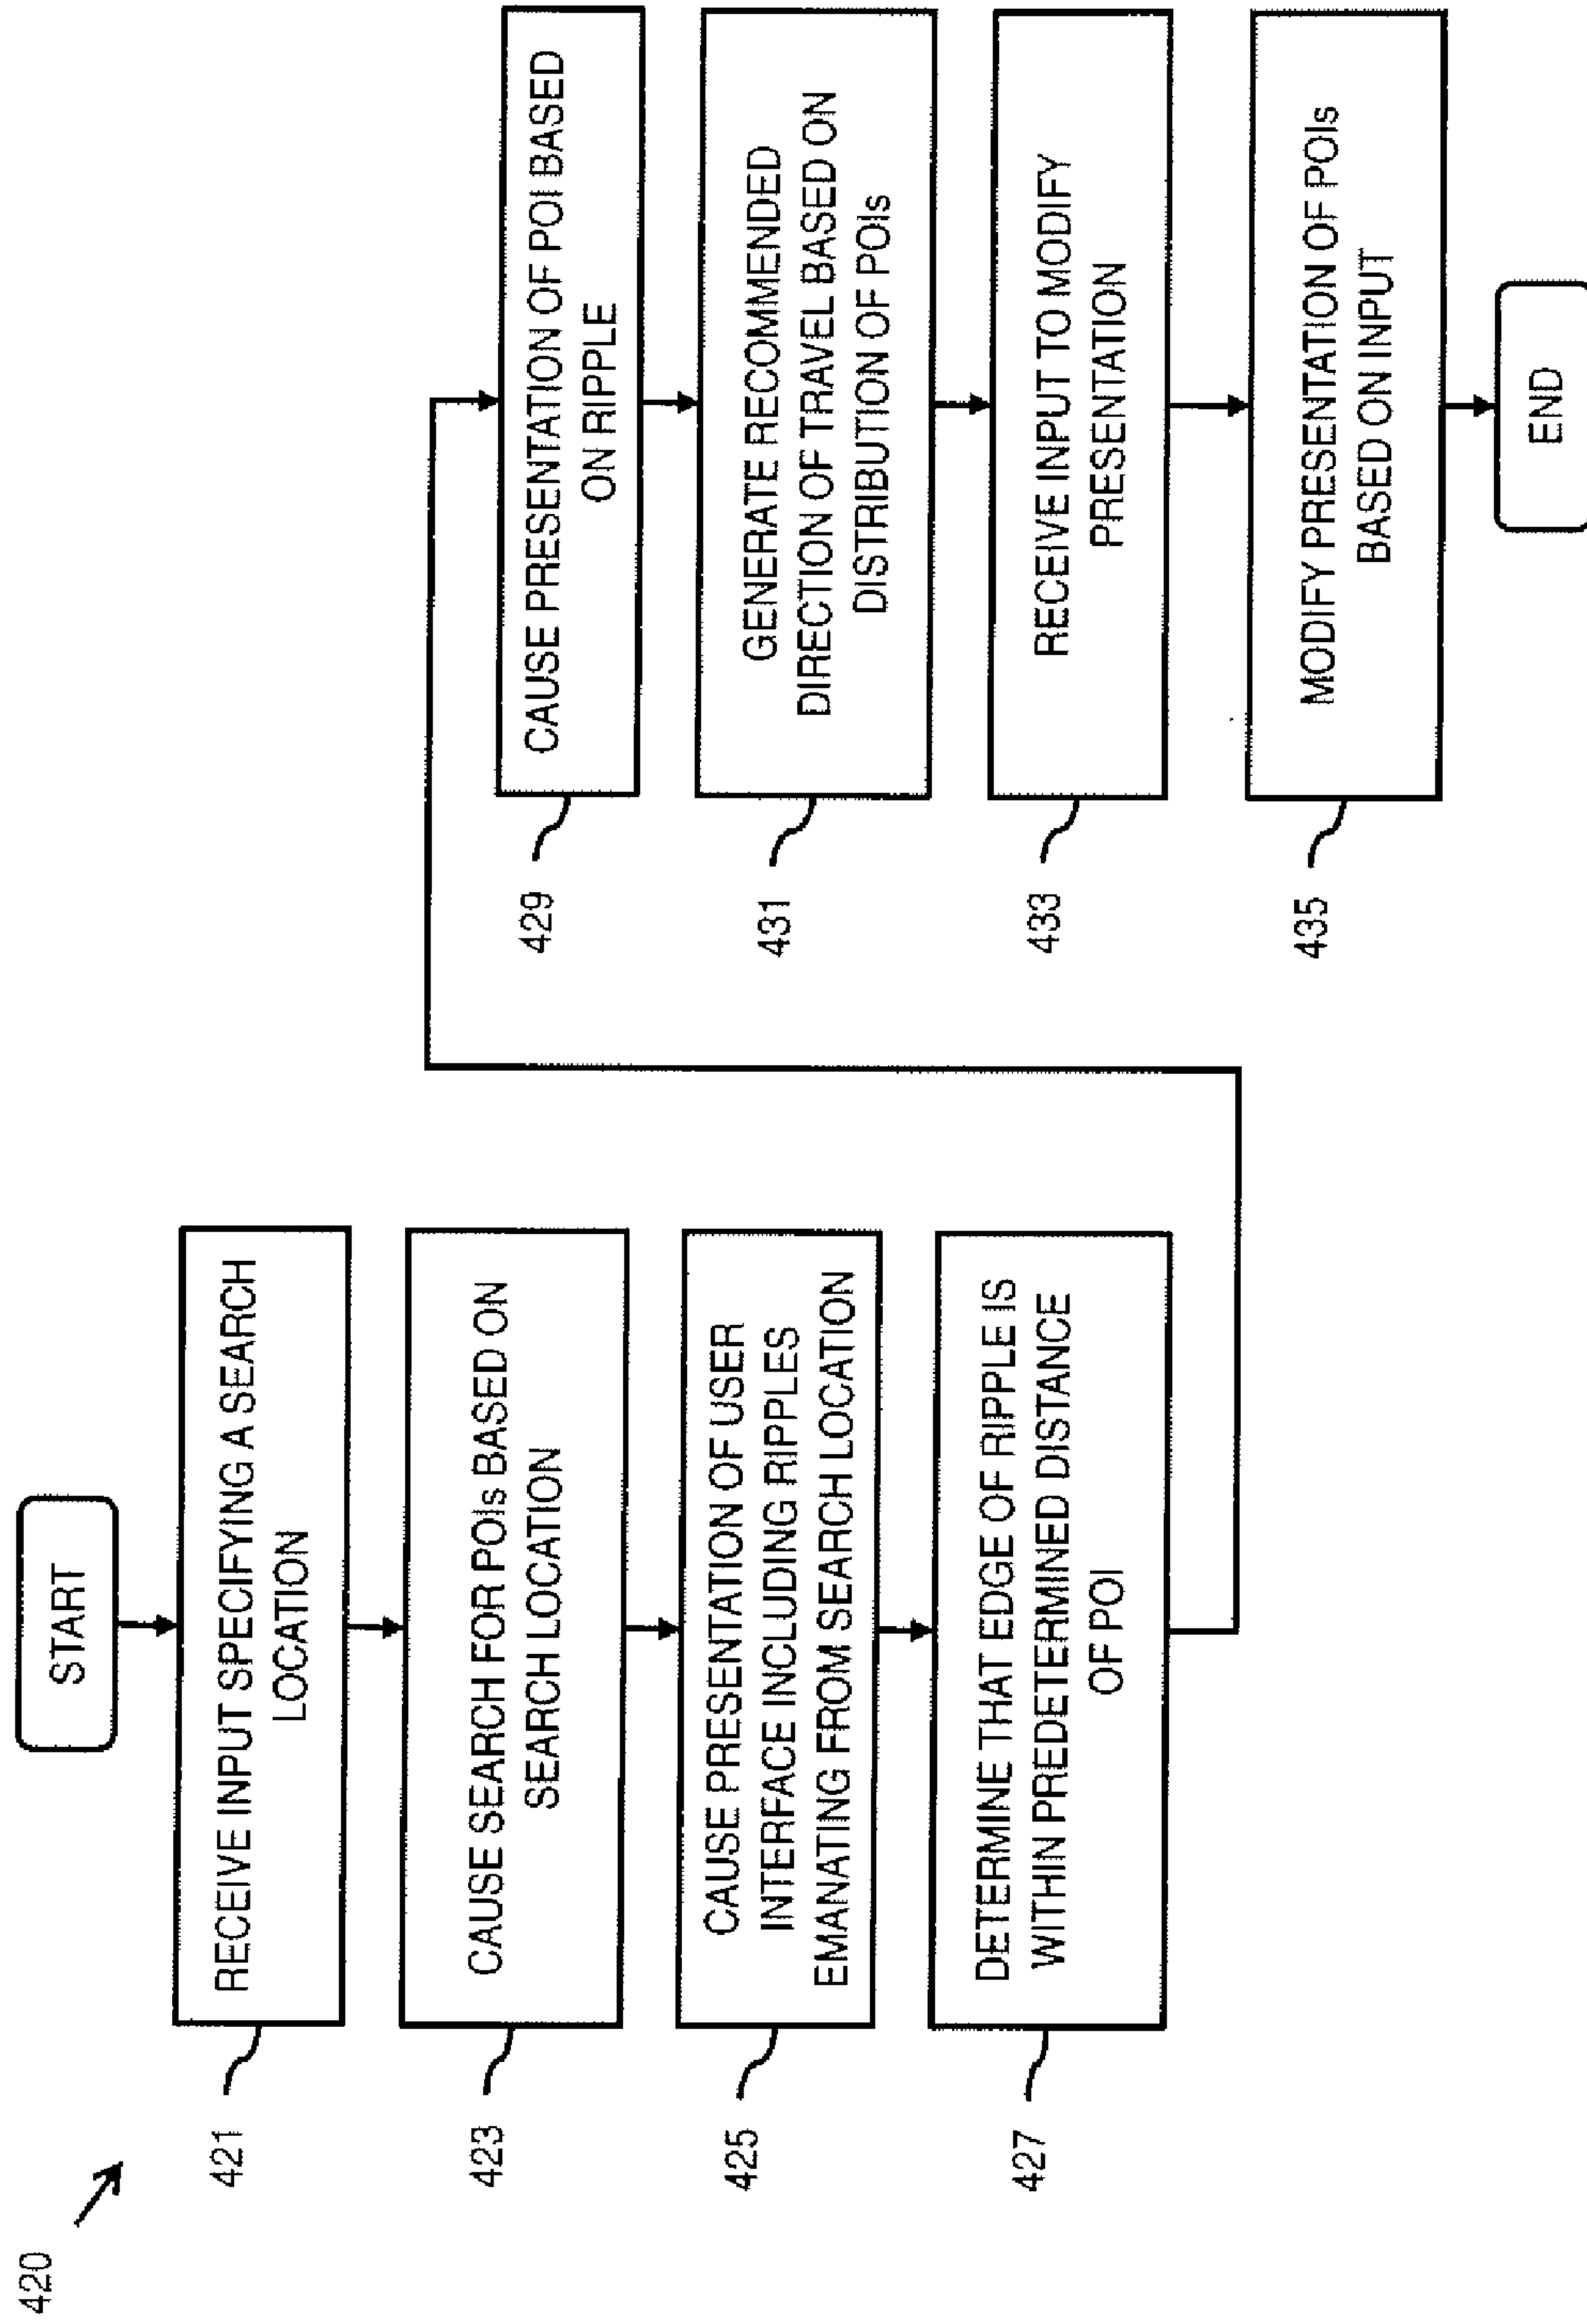 420
START
421
RECEIVE INPUT SPECIFYING A SEARCH
LOCATION
423
CAUSE SEARCH FOR POIs BASED ON
SEARCH LOCATION
425
CAUSE PRESENTATION OF USER
INTERFACE INCLUDING RIPPLES
EMANATING FROM SEARCH LOCATION
427
DETERMINE THAT EDGE OF RIPPLE IS
WITHIN PREDETERMINED DISTANCE
OF POI
429
CAUSE PRESENTATION OF POI BASED
ON RIPPLE
431
GENERATE RECOMMENDED
DIRECTION OF TRAVEL BASED ON
DISTRIBUTION OF POIs
433
RECEIVE INPUT TO MODIFY
PRESENTATION
435
MODIFY PRESENTATION OF POIs
BASED ON INPUT
END